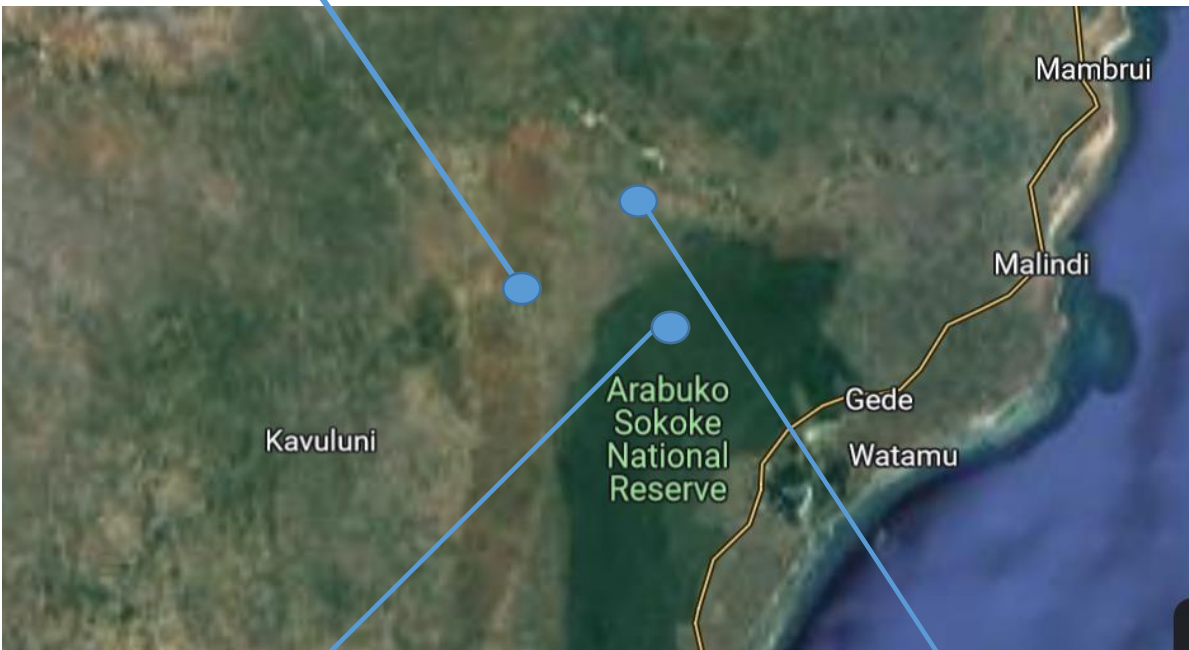 Mambrui
Malindi
Arabuko
Sokoke
National
Reserve
Gede
Kavuluni
Watamu